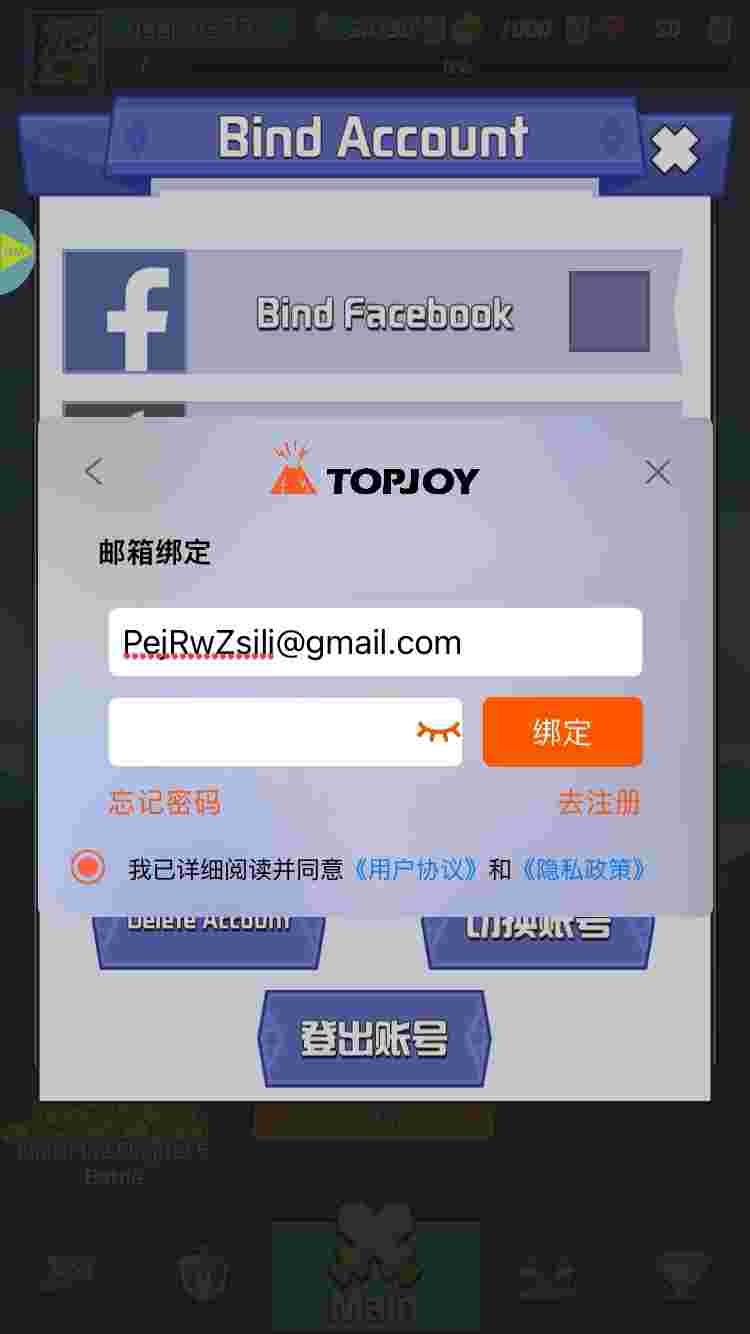 Bind Account
Bind Facebook
TOPJOY
邮箱绑定
PejRwZsili@gmail.com
绑定
忘记密码
去注册
我已详细阅读并同意《用户协议》和《隐私政策》
Delete Account
切换账号
登出账号
Battle
Main